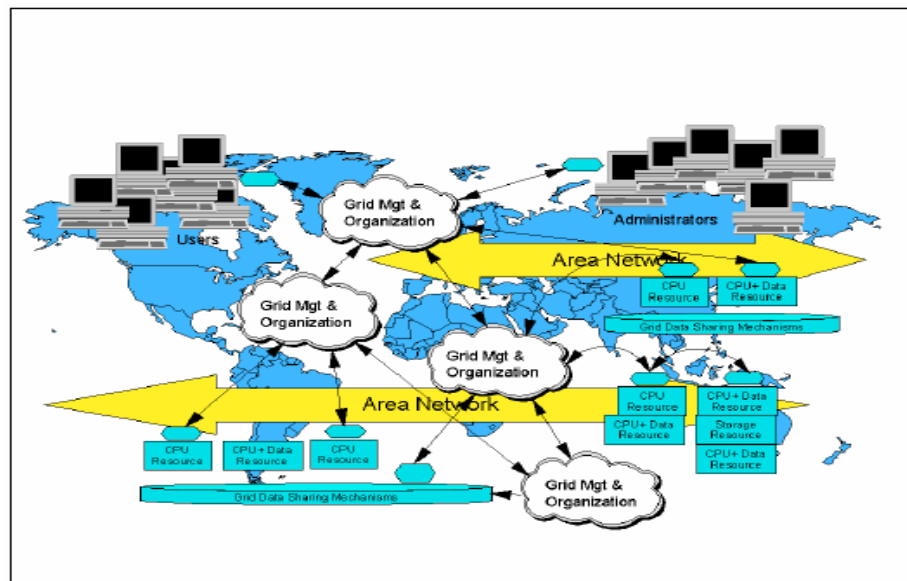 Grid Mgt &
Organization
Users
Administrators
Area Network
CPU
Resource
CPU+ Data
Resource
Grid Data Sharing Mechanisms
Grid Mgt &
Organization
Grid Mgt &
Organization
Area Network
CPU
Resource
CPU+ Data
Resource
CPU+ Data
Resource
Storage
Resource
CPU+ Data
Resource
CPU
Resource
CPU+ Data
Resource
CPU
Resource
Grid Data Sharing Mechanisms
Grid Mgt &
Organization